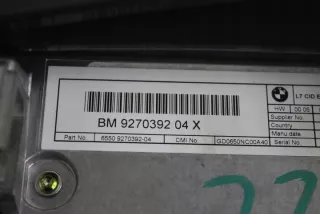 BMW
L7 CID E
BM 9270392 04 X
HW
Supplier No
Country
Part No. 6550 9270392-04 CMI No. GD0650NC00A40
Manu date
Serial No.